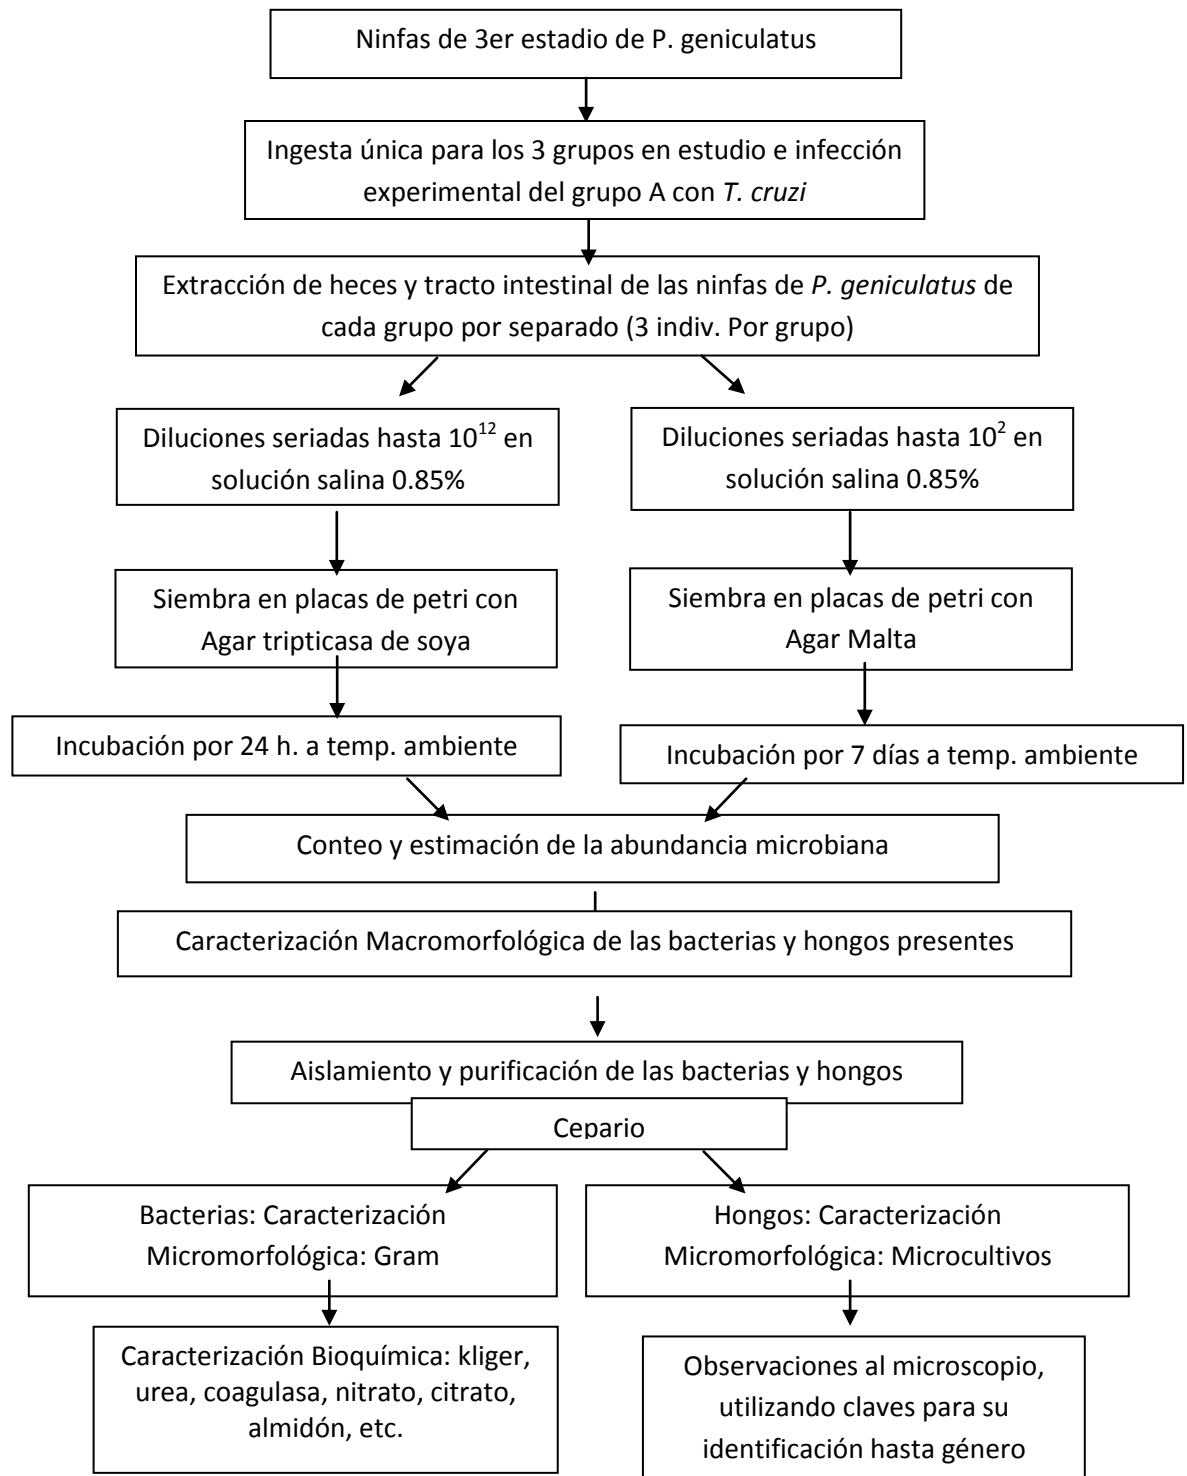 Ninfas de 3er estadio de P. geniculatus
Ingesta única para los 3 grupos en estudio e infección
experimental del grupo A con T. cruzi
Extracción de heces y tracto intestinal de las ninfas de P. geniculatus de
cada grupo por separado (3 indiv. Por grupo)
Diluciones seriadas hasta 10^12 en
solución salina 0.85%
Diluciones seriadas hasta 10^2 en
solución salina 0.85%
Siembra en placas de petri con
Agar tripticasa de soya
Siembra en placas de petri con
Agar Malta
Incubación por 24 h. a temp. ambiente
Incubación por 7 días a temp. ambiente
Conteo y estimación de la abundancia microbiana
Caracterización Macromorfológica de las bacterias y hongos presentes
Aislamiento y purificación de las bacterias y hongos
Cepario
Bacterias: Caracterización
Micromorfológica: Gram
Hongos: Caracterización
Micromorfológica: Microcultivos
Caracterización Bioquímica: kliger,
urea, coagulasa, nitrato, citrato,
almidón, etc.
Observaciones al microscopio,
utilizando claves para su
identificación hasta género